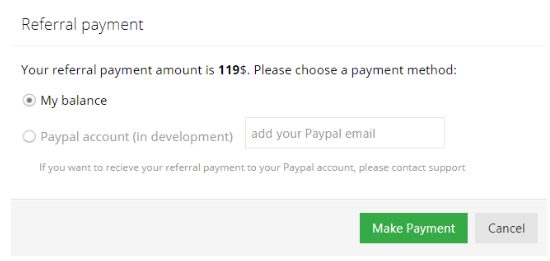 Referral payment
Your referral payment amount is 119$. Please choose a payment method:
My balance
Paypal account (in development) add your Paypal email
If you want to recieve your referral payment to your Paypal account, please contact support
Make Payment Cancel